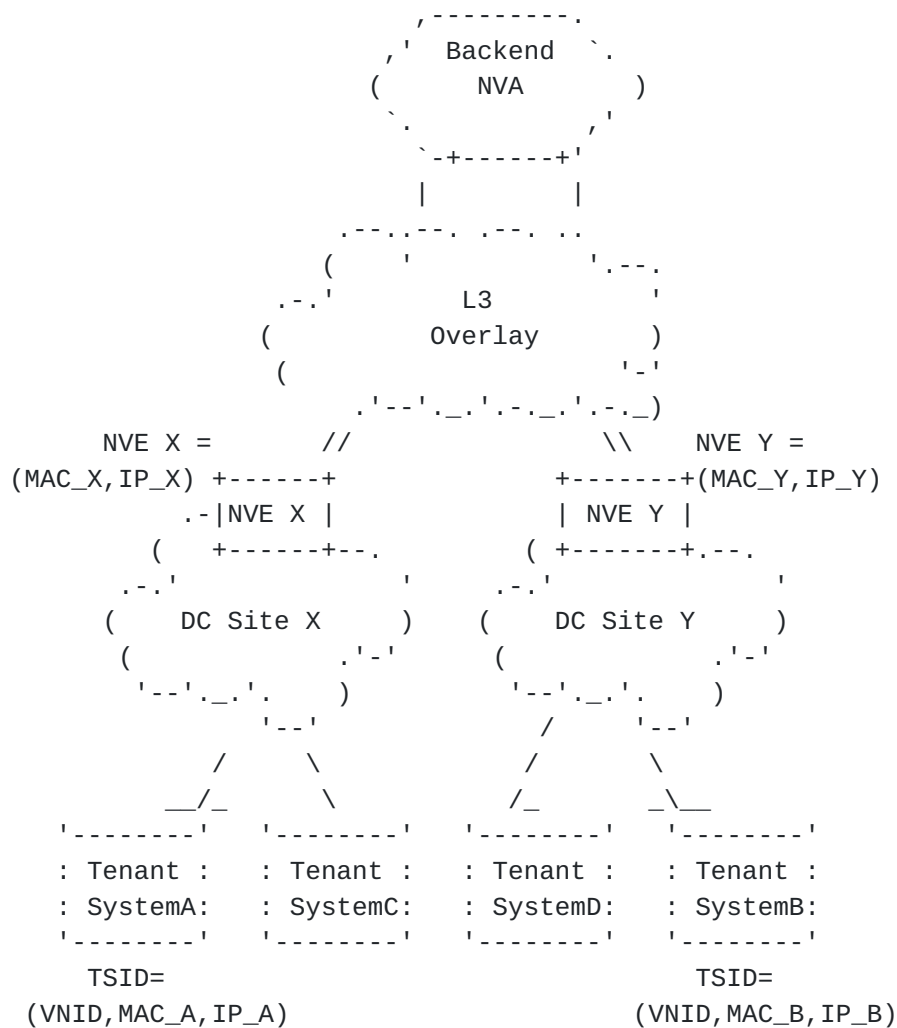 Backend
NVA
L3
Overlay
NVE X = NVE Y =
(MAC_X,IP_X) (MAC_Y,IP_Y)
NVE X NVE Y
DC Site X DC Site Y
Tenant Tenant Tenant Tenant
SystemA SystemC SystemD SystemB
TSID= TSID=
(VNID,MAC_A,IP_A) (VNID,MAC_B,IP_B)